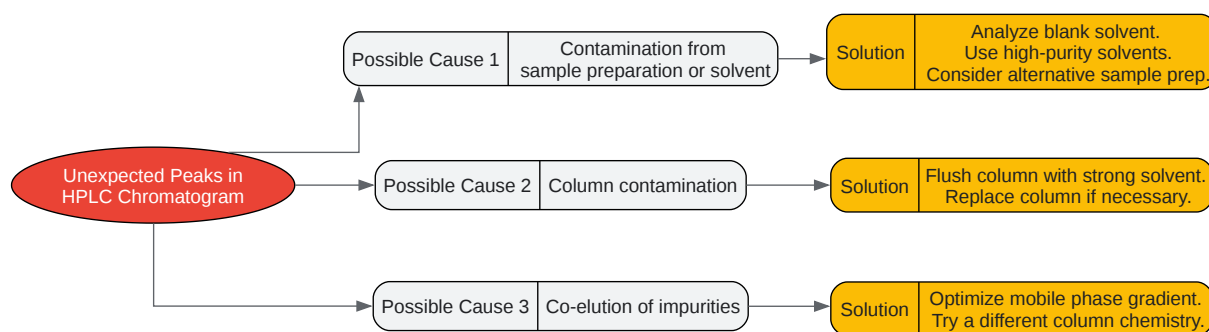 Unexpected Peaks in
HPLC Chromatogram
Possible Cause 1
Contamination from
sample preparation or solvent
Solution
Analyze blank solvent.
Use high-purity solvents.
Consider alternative sample prep.
Possible Cause 2
Column contamination
Solution
Flush column with strong solvent.
Replace column if necessary.
Possible Cause 3
Co-elution of impurities
Solution
Optimize mobile phase gradient.
Try a different column chemistry.